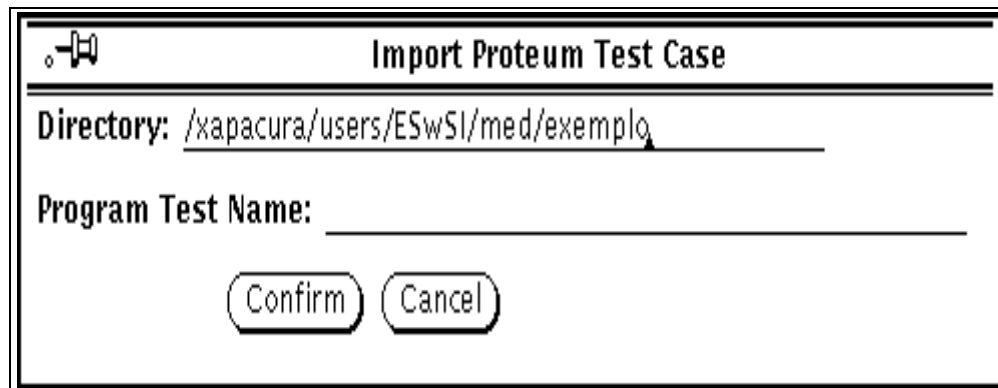 Import Proteum Test Case
Directory: /xapacura/users/ESwSI/med/exemplo
Program Test Name:
Confirm Cancel